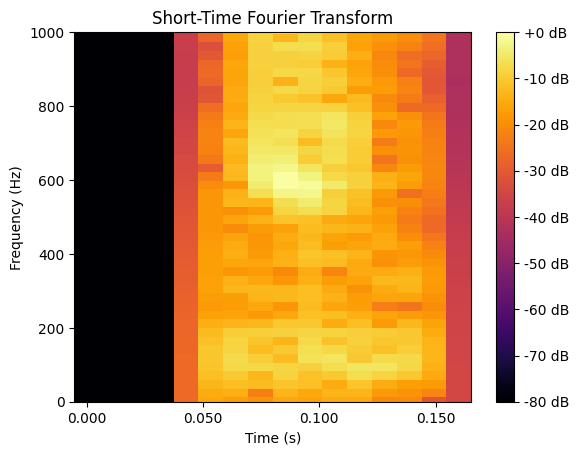 Short-Time Fourier Transform
1000
800
600
400
200
0
Frequency (Hz)
0.000
0.050
0.100
0.150
Time (s)
+0 dB
-10 dB
-20 dB
-30 dB
-40 dB
-50 dB
-60 dB
-70 dB
-80 dB